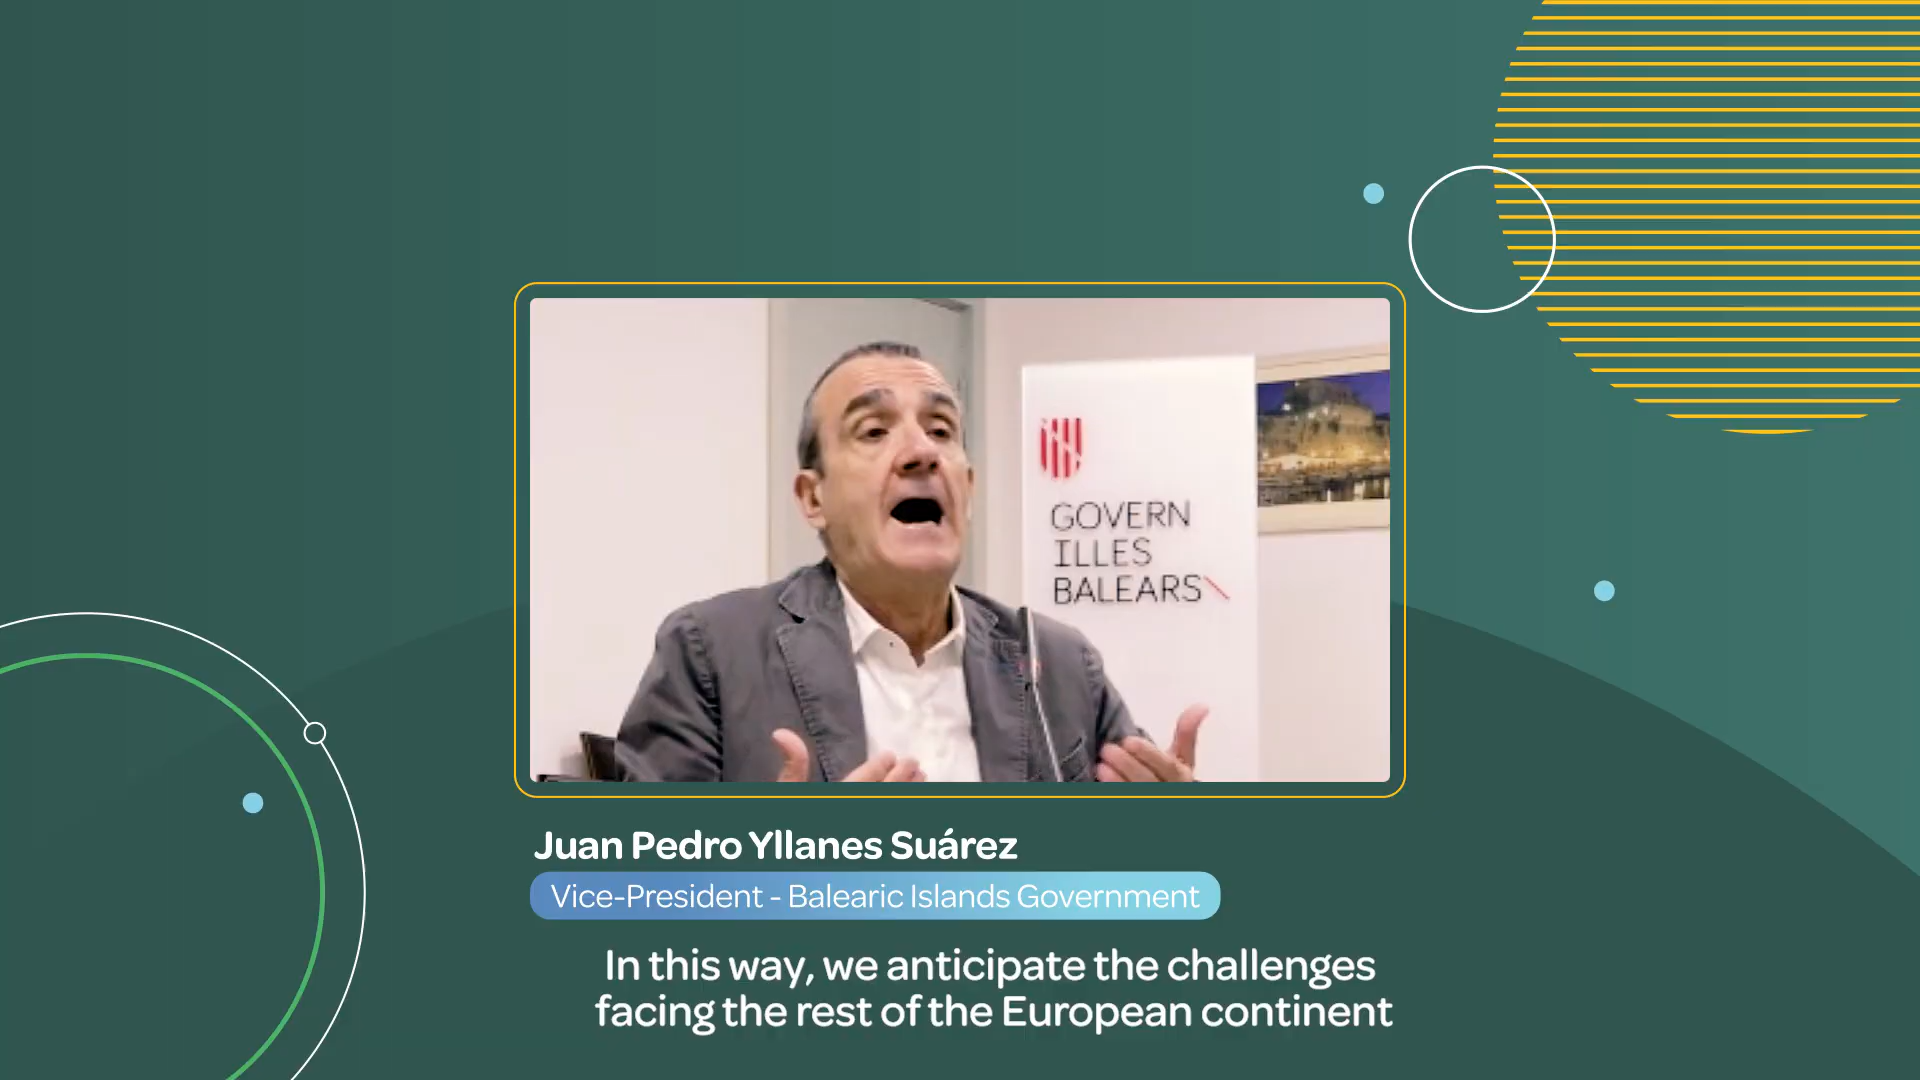 GOVERN
ILLES
BALEARS
Juan Pedro Yllanes Suárez
Vice-President - Balearic Islands Government
In this way, we anticipate the challenges
facing the rest of the European continent